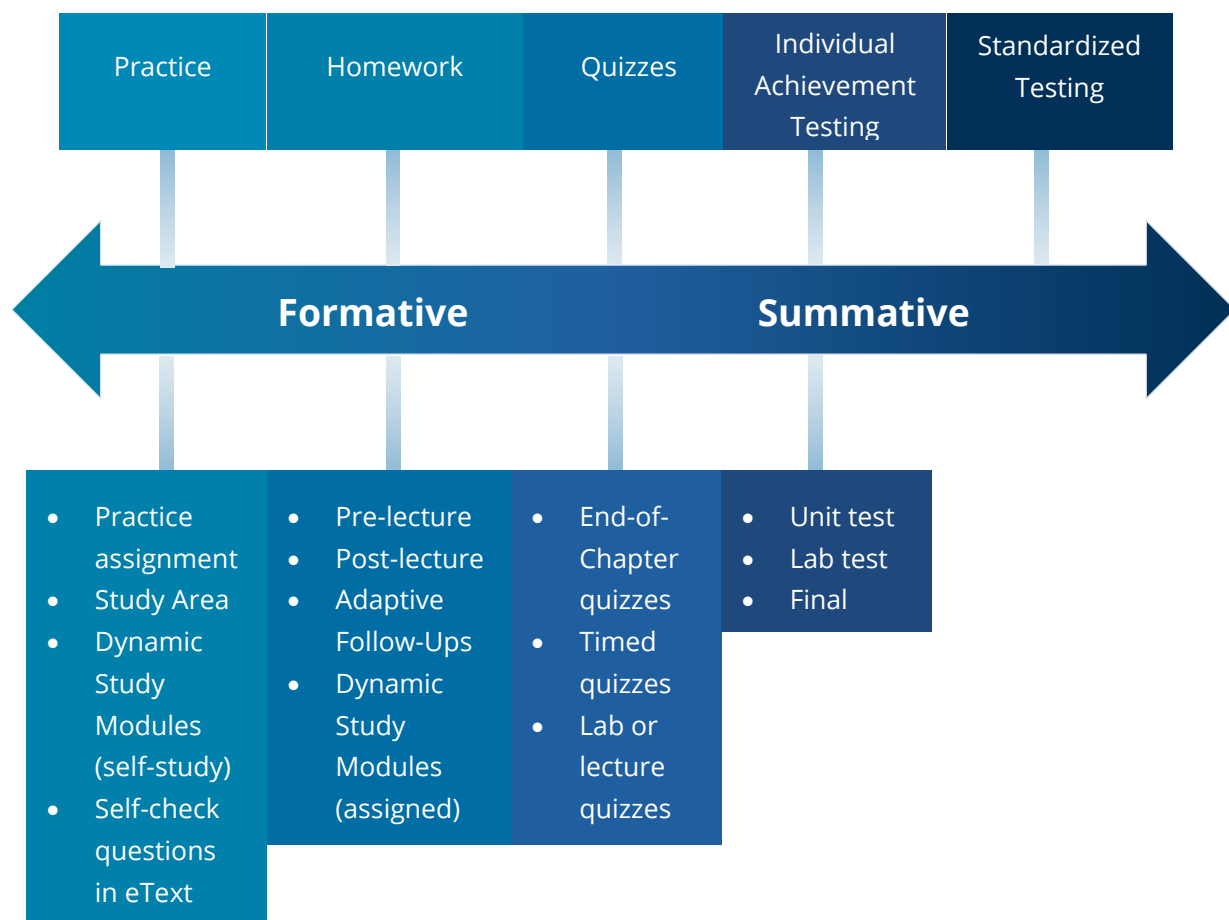 Practice
Homework
Quizzes
Individual
Achievement
Testing
Standardized
Testing
Formative
Summative
• Practice
assignment
• Study Area
• Dynamic
Study
Modules
(self-study)
• Self-check
questions
in eText
• Pre-lecture
• Post-lecture
• Adaptive
Follow-Ups
• Dynamic
Study
Modules
(assigned)
• End-of-
Chapter
quizzes
• Timed
quizzes
• Lab or
lecture
quizzes
• Unit test
• Lab test
• Final